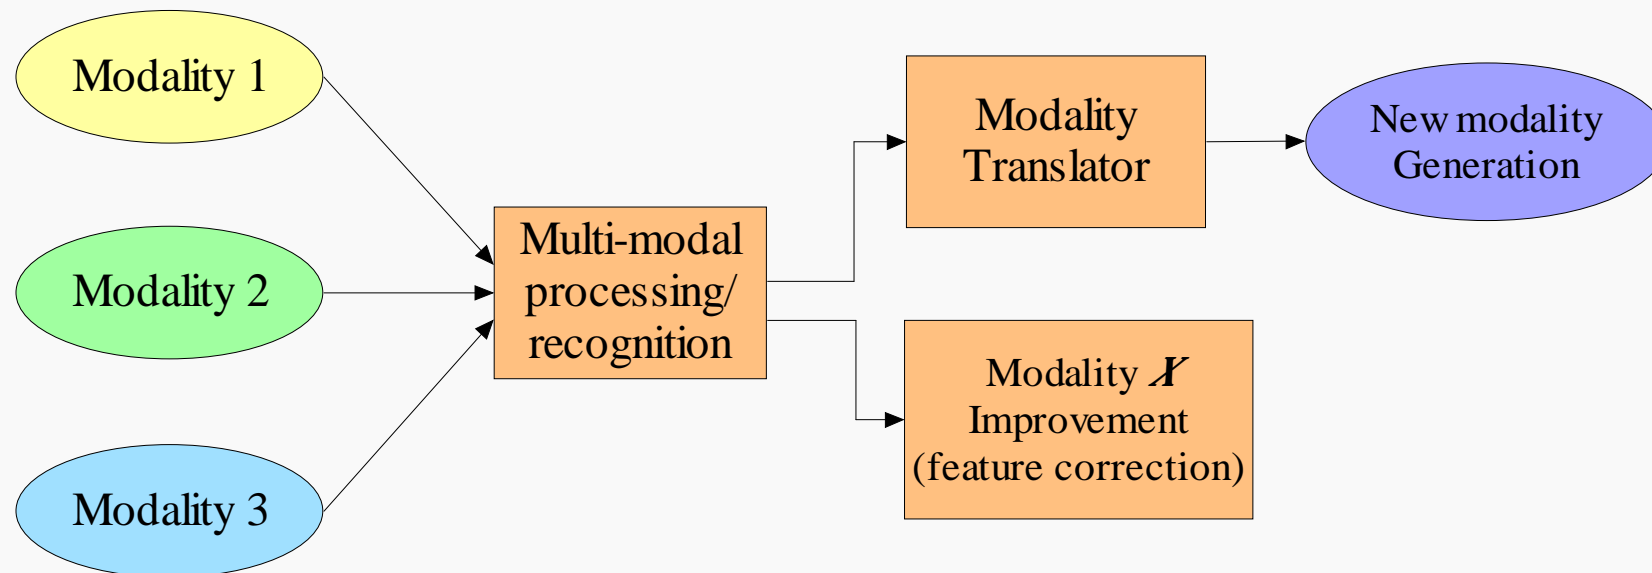 Modality 1
Modality 2
Modality 3
Multi-modal
processing/
recognition
Modality
Translator
New modality
Generation
Modality X
Improvement
(feature correction)